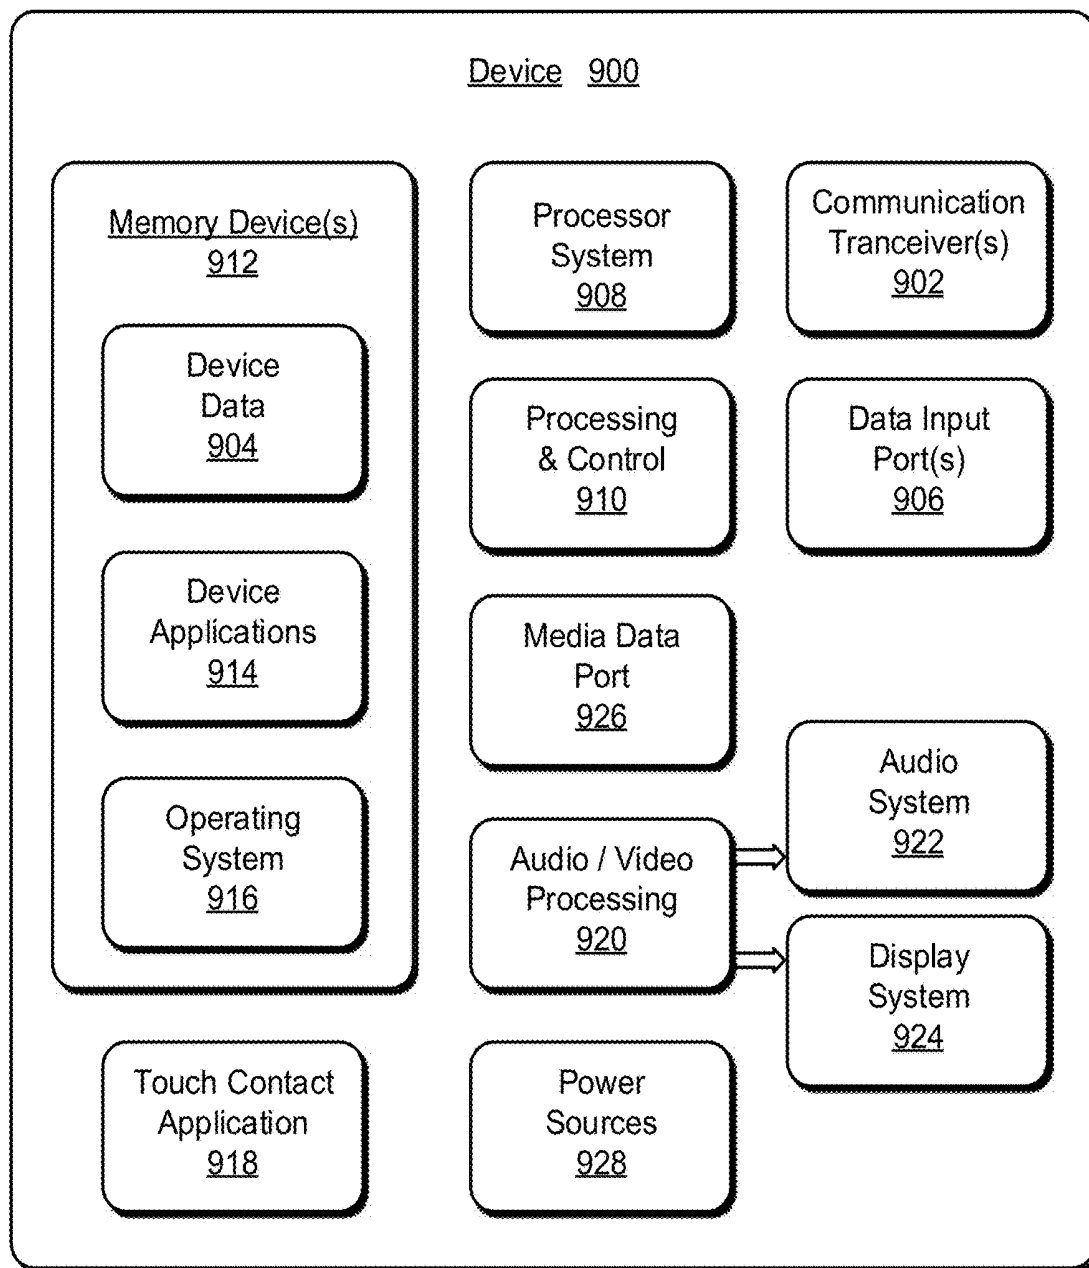 Device 900
Memory Device(s)
912
Device
Data
904
Device
Applications
914
Operating
System
916
Touch Contact
Application
918
Processor
System
908
Processing
& Control
910
Media Data
Port
926
Audio / Video
Processing
920
Power
Sources
928
Communication
Tranceiver(s)
902
Data Input
Port(s)
906
Audio
System
922
Display
System
924